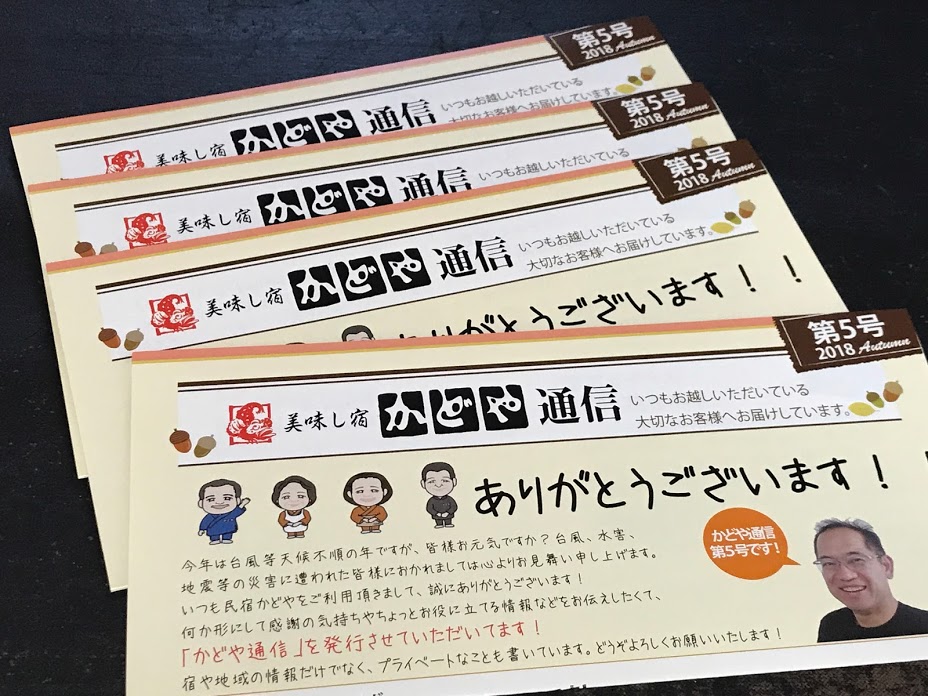 第5号
2018 Autumn
美味し宿 かどや 通信
いつもお越しいただいている
大切なお客様へお届けしています。
第5号
2018 Autumn
美味し宿 かどや 通信
いつもお越しいただいている
第5号
2018 Autumn
美味し宿 かどや 通信
いつもお越しいただいている
大切なお客様へお届けしています。
ありがとうございます！！
第5号
2018 Autumn
美味し宿 かどや 通信
いつもお越しいただいている
大切なお客様へお届けしています。
ありがとうございます！！
かどや通信
第5号です！
今年は台風等天候不順の年ですが、皆様お元気ですか？台風、水害、
地震等の災害に遭われた皆様におかれましては心よりお見舞い申し上げます。
いつも民宿かどやをご利用頂きまして、誠にありがとうございます！
何か形にして感謝の気持ちやちょっとお役に立てる情報などをお伝えしたくて、
「かどや通信」を発行させていただいてます！
宿や地域の情報だけでなく、プライベートなことも書いています。どうぞよろしくお願いいたします！